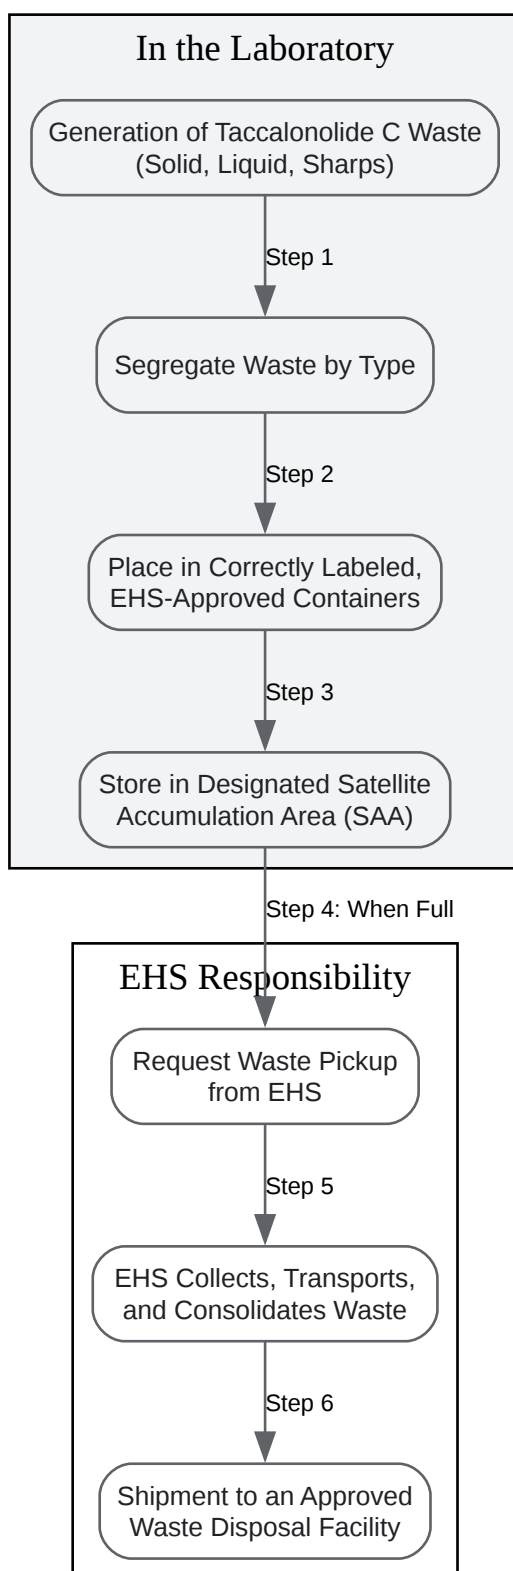 In the Laboratory
Generation of Taccalonolide C Waste
(Solid, Liquid, Sharps)
Step 1
Segregate Waste by Type
Step 2
Place in Correctly Labeled,
EHS-Approved Containers
Step 3
Store in Designated Satellite
Accumulation Area (SAA)
Step 4: When Full
EHS Responsibility
Request Waste Pickup
from EHS
Step 5
EHS Collects, Transports,
and Consolidates Waste
Step 6
Shipment to an Approved
Waste Disposal Facility